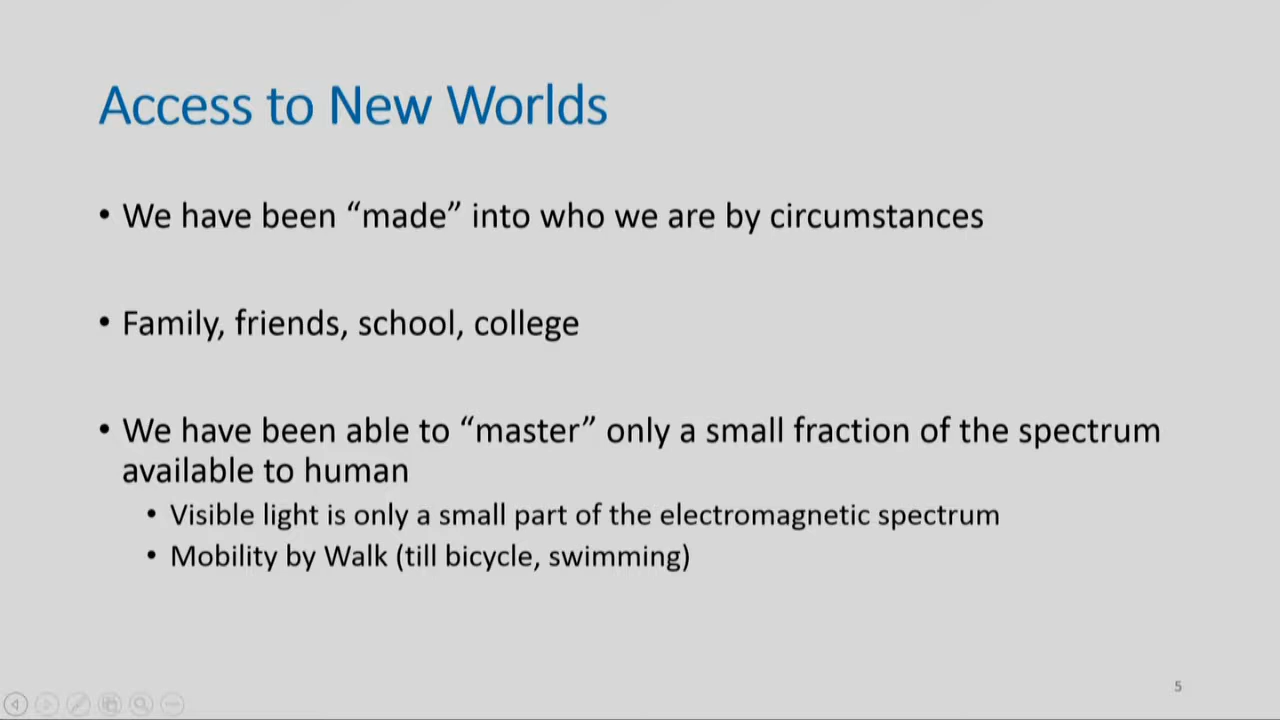 Access to New Worlds
• We have been “made” into who we are by circumstances
• Family, friends, school, college
• We have been able to “master” only a small fraction of the spectrum
available to human
• Visible light is only a small part of the electromagnetic spectrum
• Mobility by Walk (till bicycle, swimming)
5